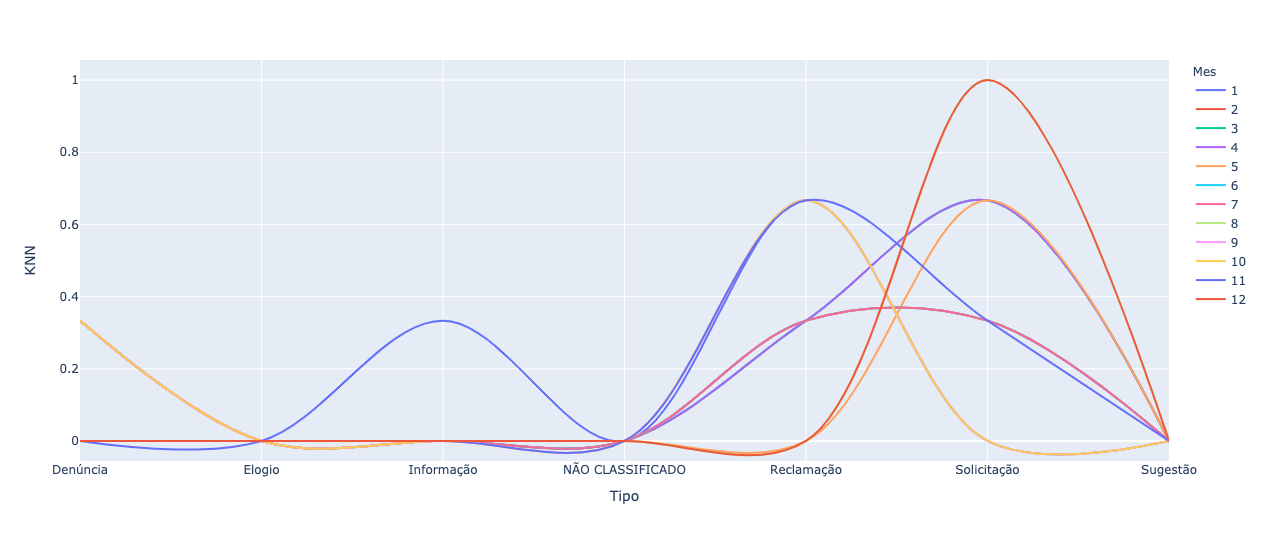 Mes
1
2
3
4
5
6
7
8
9
10
11
12
KNN
1
0.8
0.6
0.4
0.2
0
Denúncia
Elogio
Informação
NÃO CLASSIFICADO
Reclamação
Solicitação
Sugestão
Tipo